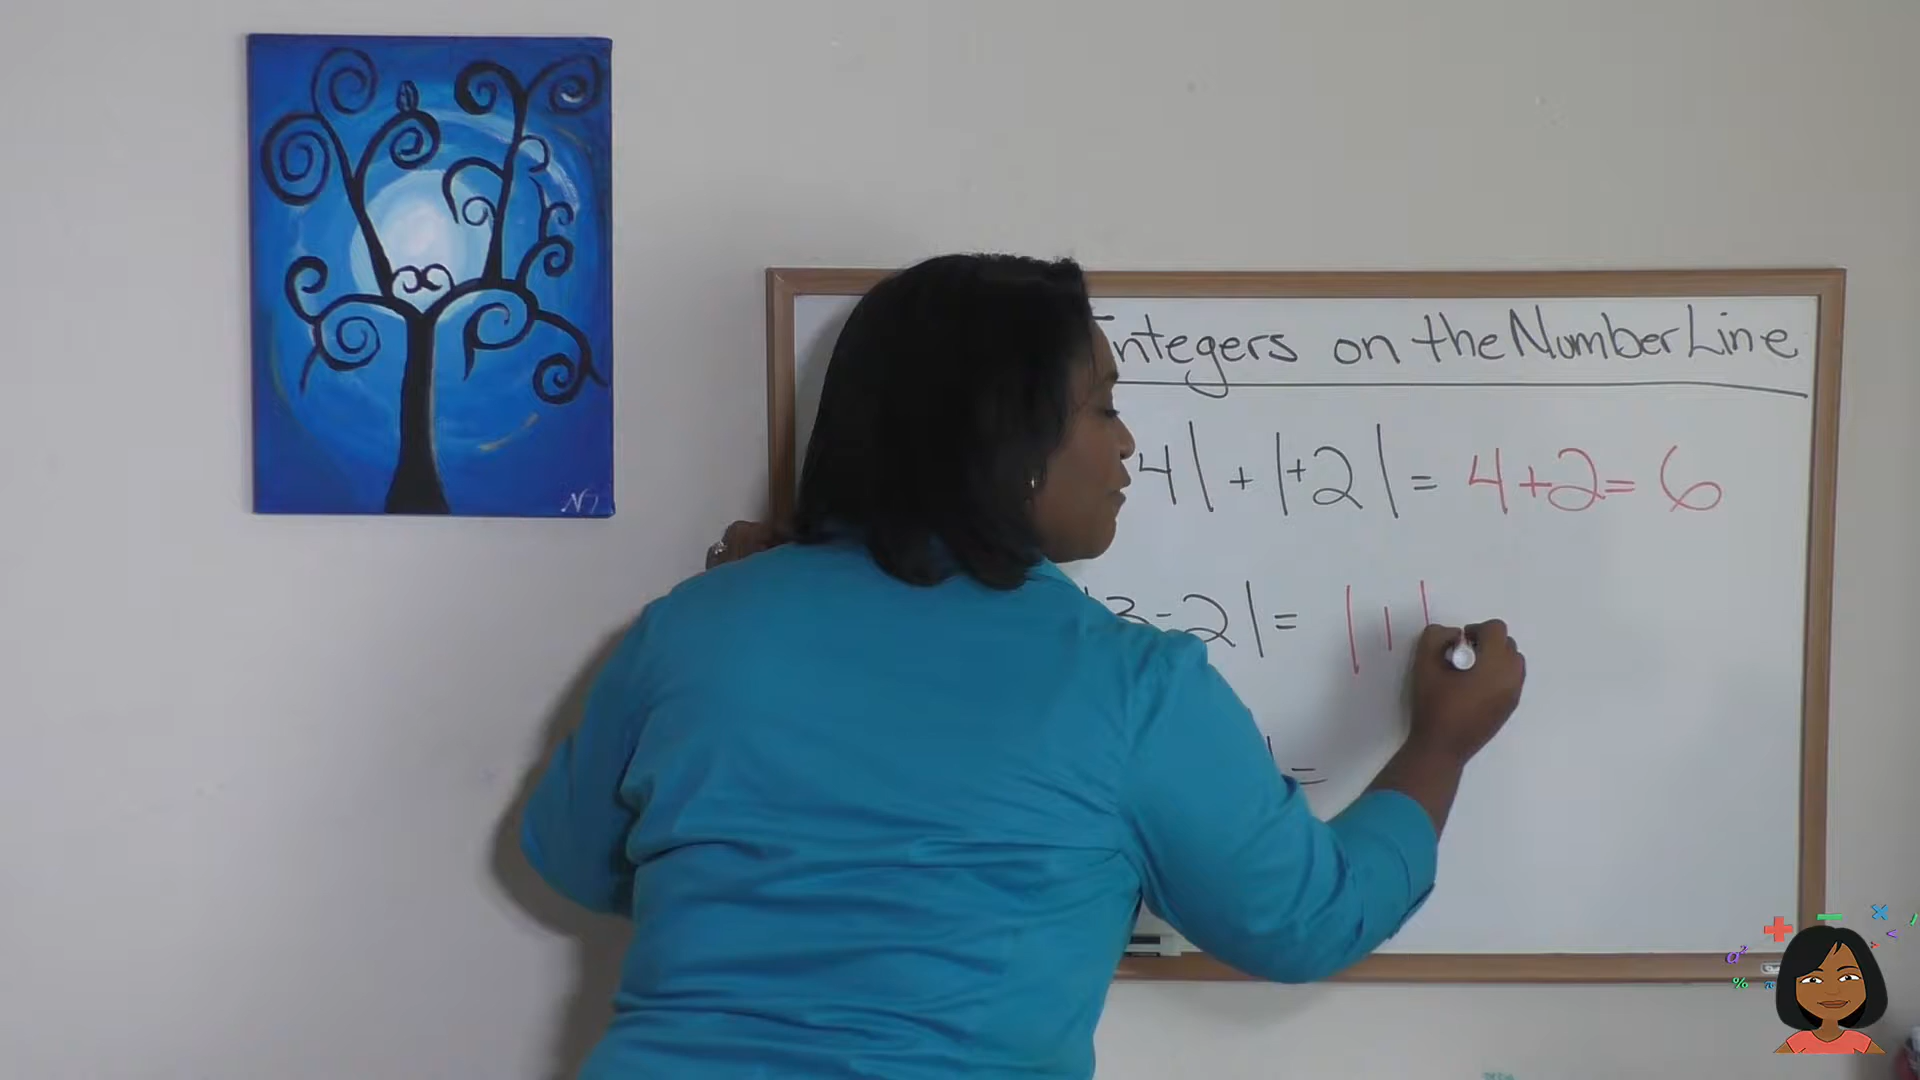 Integers on the Number Line
4| + |+2| = 4+2= 6
3-2| = |1|
=